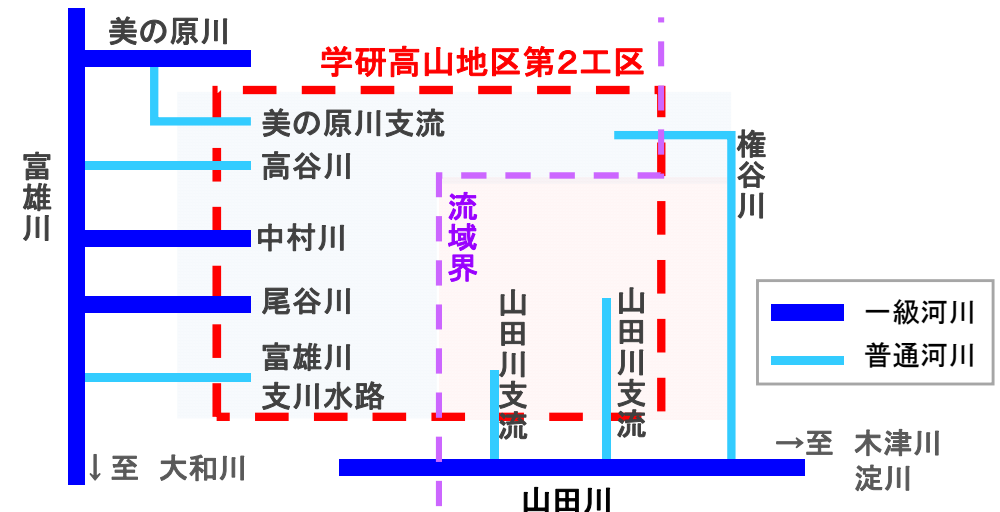 美の原川
学研高山地区第2工区
美の原川支流
高谷川
権谷川
富雄川
流域界
中村川
尾谷川
山田川支流
山田川支流
一級河川
普通河川
富雄川
支川水路
↓至 大和川
→至 木津川
淀川
山田川